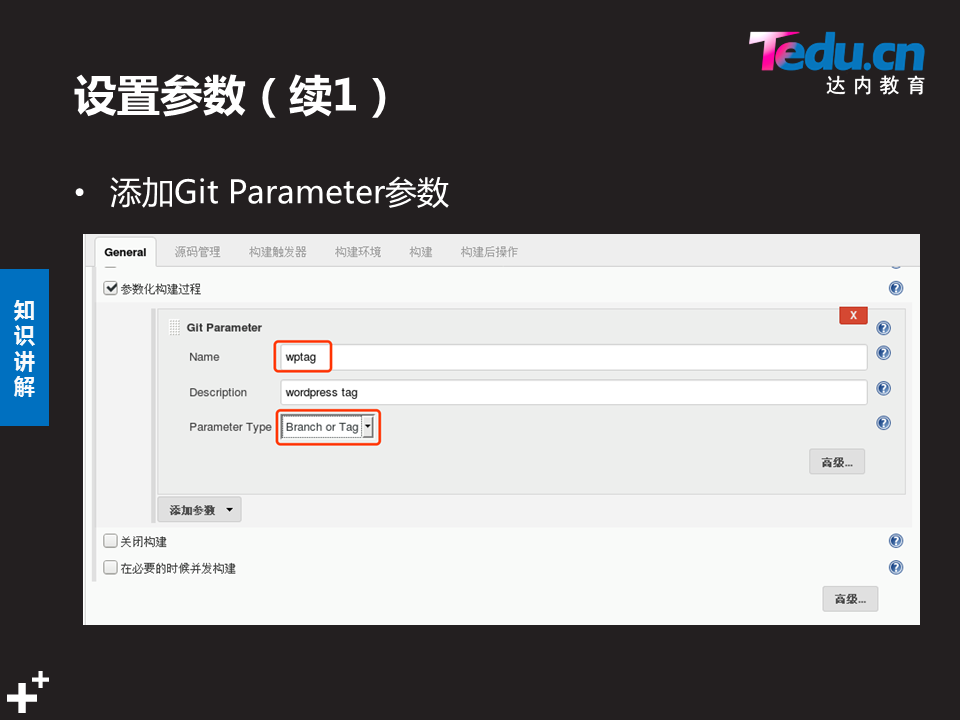 Tedu.cn
达内教育
设置参数（续1）
• 添加Git Parameter参数
知识讲解
General 源码管理 构建触发器 构建环境 构建 构建后操作
参数化构建过程
X
Git Parameter
Name wptag
Description wordpress tag
Parameter Type Branch or Tag
高级...
添加参数
关闭构建
在必要的时候并发构建
高级...